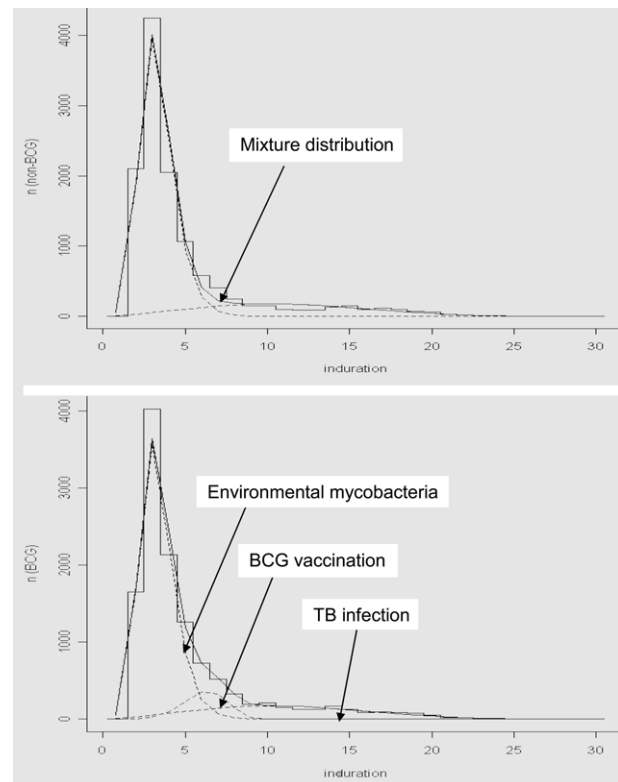 4000
3000
2000
1000
0
n (non-BCG)
Mixture distribution
0 5 10 15 20 25 30
induration
4000
3000
2000
1000
0
n (BCG)
Environmental mycobacteria
BCG vaccination
TB infection
0 5 10 15 20 25 30
induration